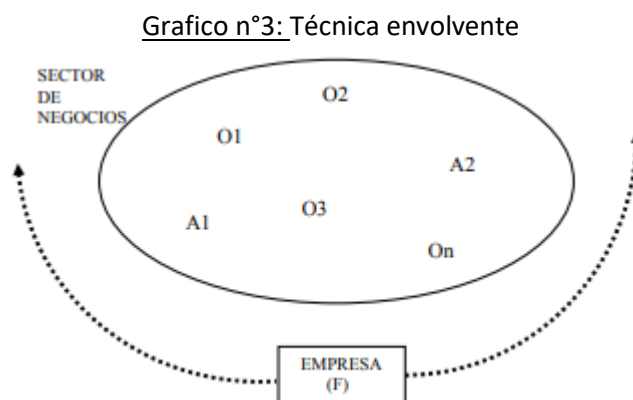 Grafico n°3: Técnica envolvente
SECTOR
DE
NEGOCIOS
O2
O1
A2
O3
A1
On
EMPRESA
(F)